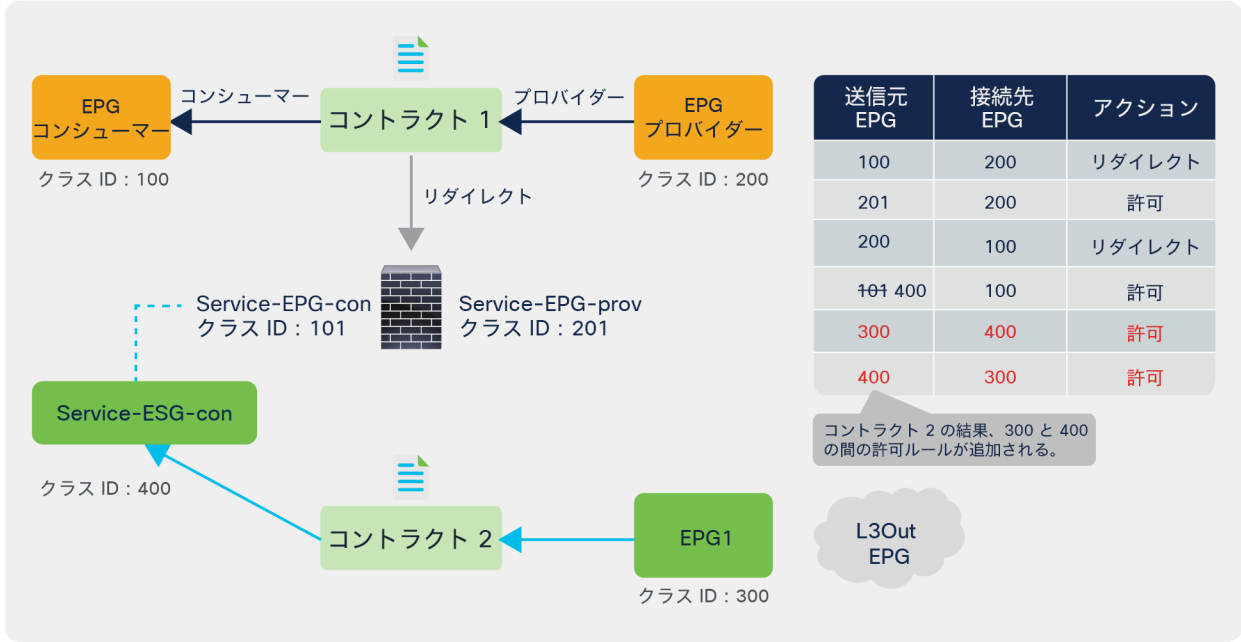 EPG
コンシューマー
クラス ID：100
コンシューマー
コントラクト 1
プロバイダー
EPG
プロバイダー
クラス ID：200
リダイレクト
Service-EPG-con
クラス ID：101
Service-EPG-prov
クラス ID：201
Service-ESG-con
クラス ID：400
コントラクト 2
EPG1
クラス ID：300
送信元 EPG 接続先 EPG アクション
100 200 リダイレクト
201 200 許可
200 100 リダイレクト
101 400 100 許可
300 400 許可
400 300 許可
コントラクト 2 の結果、300 と 400
の間の許可ルールが追加される。
L3Out
EPG